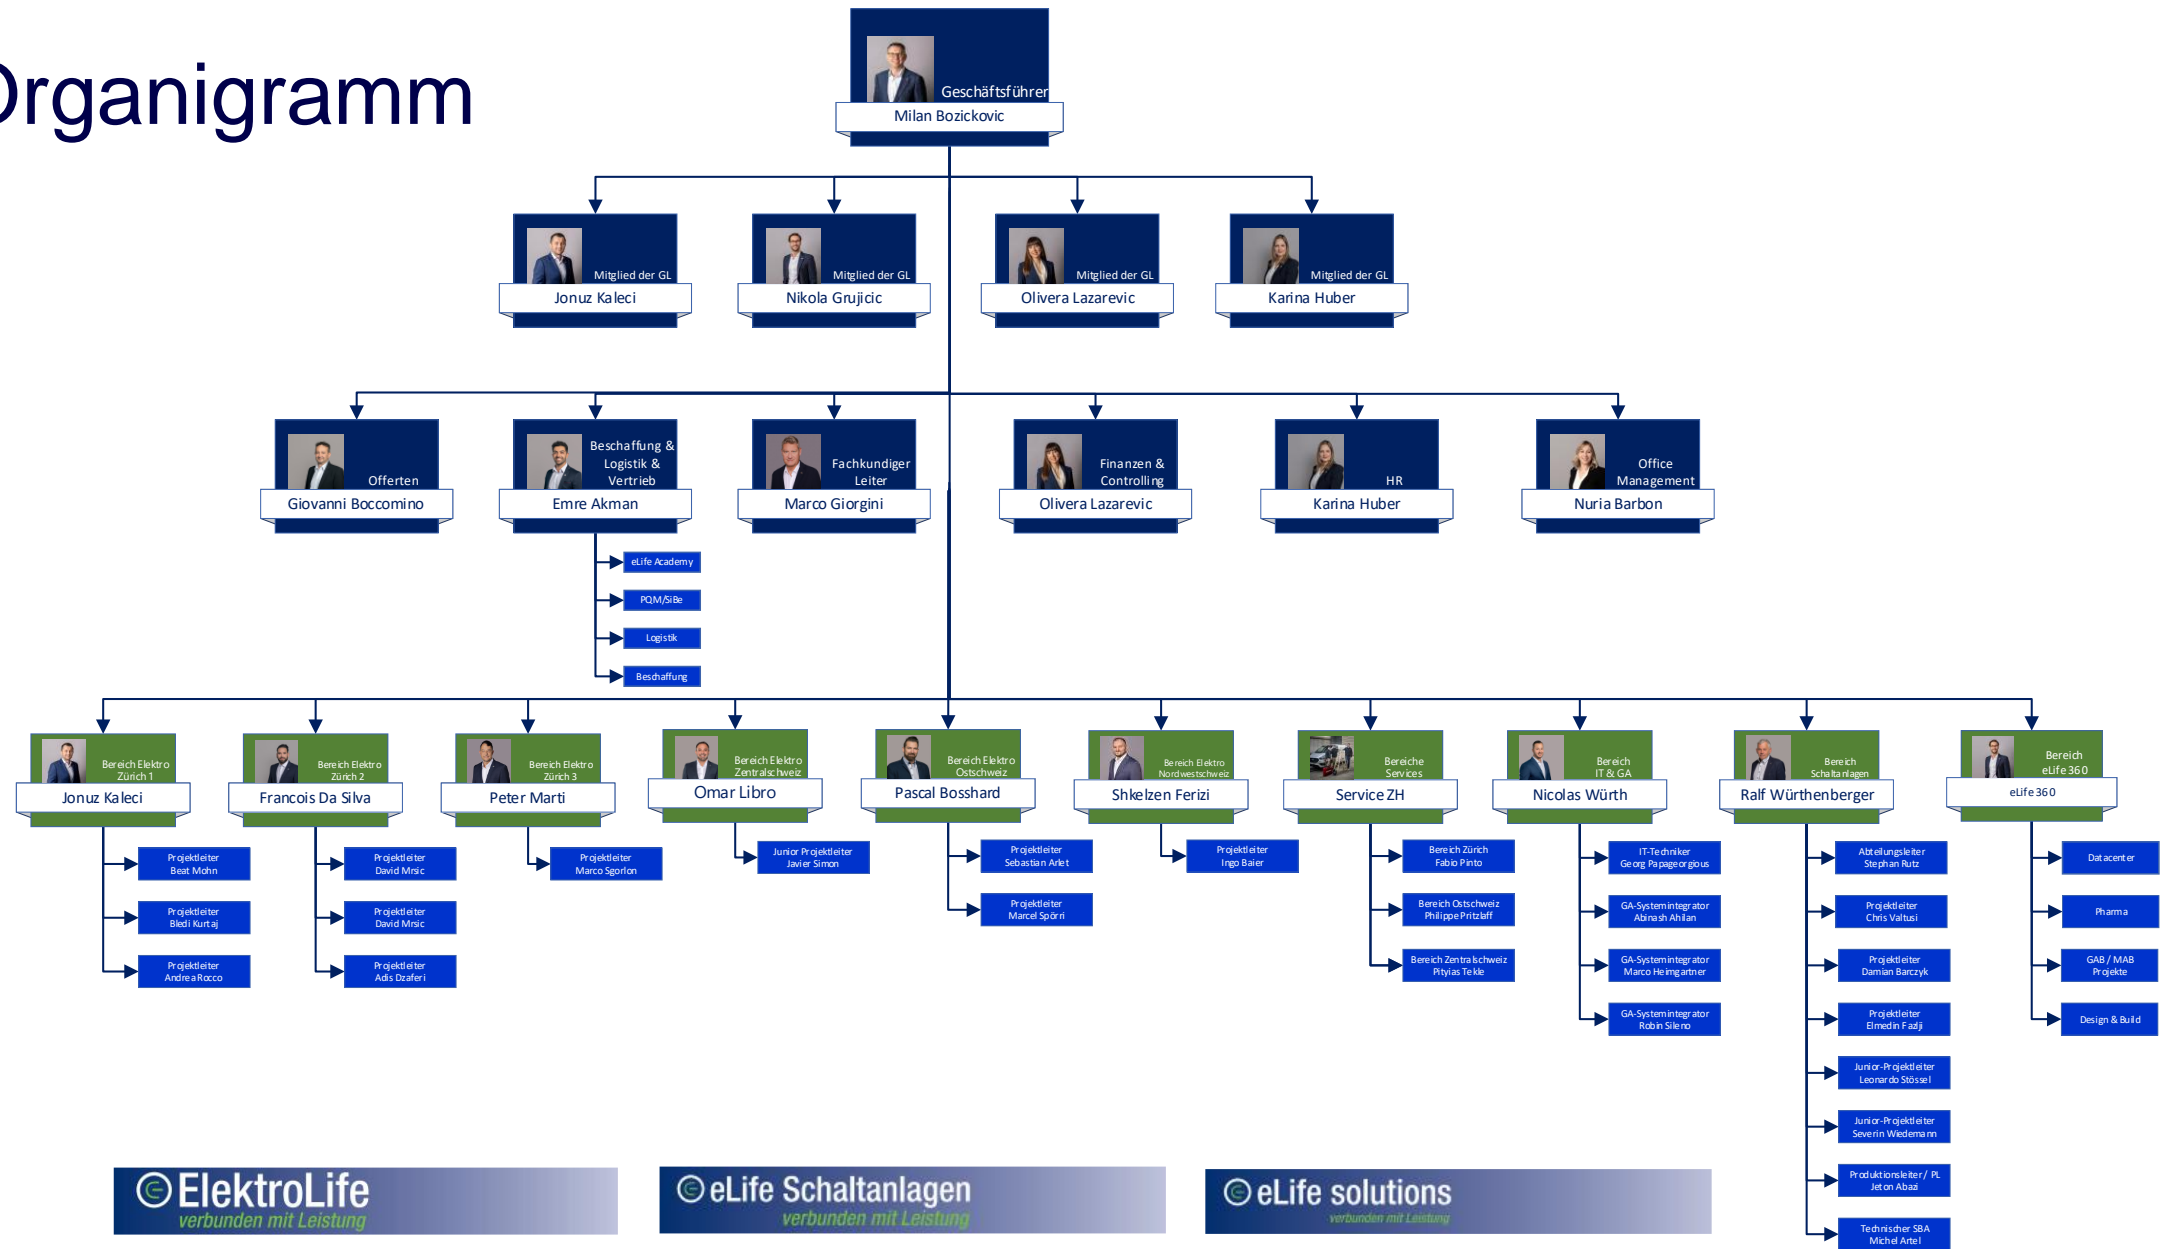 Organigramm
Geschäftsführer
Milan Bozickovic
Mitglied der GL
Jonuz Kaleci
Mitglied der GL
Nikola Grujicic
Mitglied der GL
Olivera Lazarevic
Mitglied der GL
Karina Huber
Offerten
Giovanni Boccomino
Beschaffung &
Logistik &
Vertrieb
Emre Akman
Fachkundiger
Leiter
Marco Giorgini
Finanzen &
Controlling
Olivera Lazarevic
HR
Karina Huber
Office
Management
Nuria Barbon
eLife Academy
PQM/SiBe
Logistik
Beschaffung
Bereich Elektro
Zürich 1
Jonuz Kaleci
Projektleiter
Beat Mohn
Projektleiter
Bledi Kurtaj
Projektleiter
Andrea Rocco
Bereich Elektro
Zürich 2
Francois Da Silva
Projektleiter
David Mrsic
Projektleiter
David Mrsic
Projektleiter
Adis Dzaferi
Bereich Elektro
Zürich 3
Peter Marti
Projektleiter
Marco Sgorlon
Bereich Elektro
Zentralschweiz
Omar Libro
Junior Projektleiter
Javier Simon
Bereich Elektro
Ostschweiz
Pascal Bosshard
Projektleiter
Sebastian Arlet
Projektleiter
Marcel Spörri
Bereich Elektro
Nordwestschweiz
Shkelzen Ferizi
Projektleiter
Ingo Baier
Bereiche
Services
Service ZH
Bereich Zürich
Fabio Pinto
Bereich Ostschweiz
Philippe Pritzlaff
Bereich Zentralschweiz
Pityias Tekle
Bereich
IT & GA
Nicolas Würth
IT-Techniker
Georg Papageorgious
GA-Systemintegrator
Abinash Ahilan
GA-Systemintegrator
Marco Heimgartner
GA-Systemintegrator
Robin Sileno
Bereich
Schaltanlagen
Ralf Würthenberger
Abteilungsleiter
Stephan Rutz
Projektleiter
Chris Valtusi
Projektleiter
Damian Barczyk
Projektleiter
Elmedin Fazlji
Junior-Projektleiter
Leonardo Stössel
Junior-Projektleiter
Severin Wiedemann
Produktionsleiter / PL
Jeton Abazi
Technischer SBA
Michel Artel
Bereich
eLife 360
eLife 360
Datacenter
Pharma
GAB / MAB
Projekte
Design & Build
ElektroLife
verbunden mit Leistung
eLife Schaltanlagen
verbunden mit Leistung
eLife solutions
verbunden mit Leistung